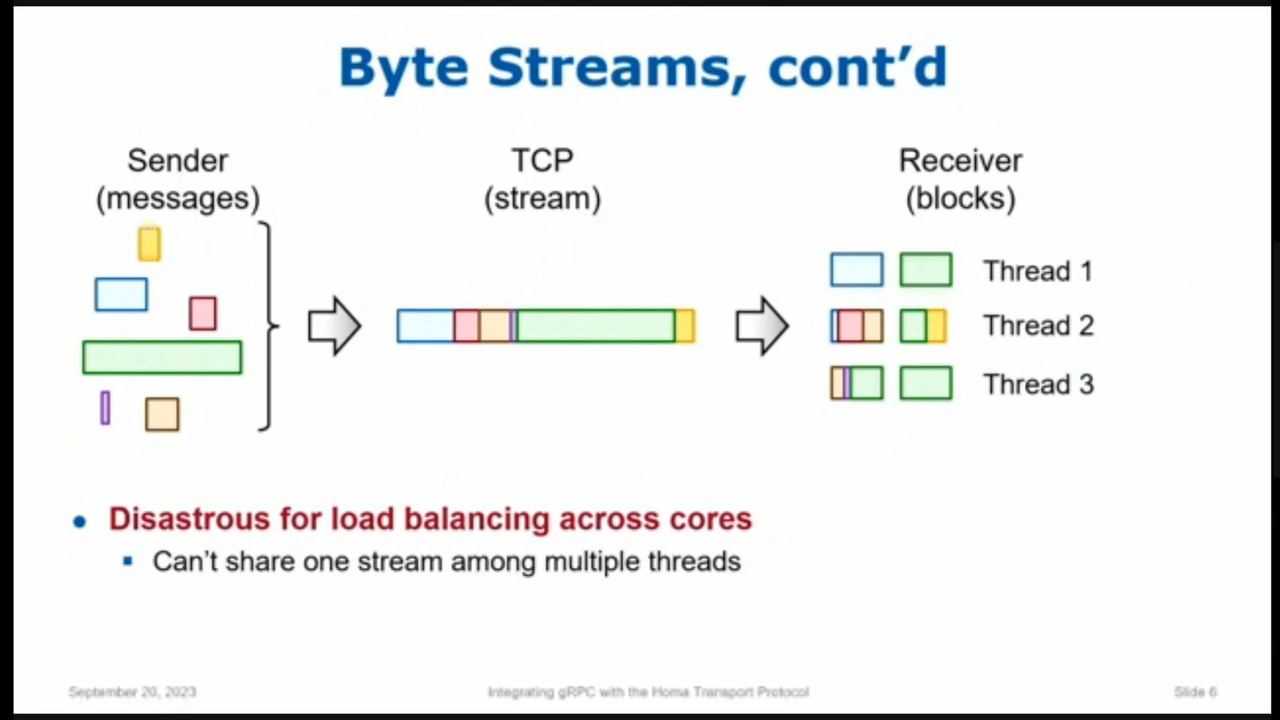 Byte Streams, cont’d
Sender
(messages)
TCP
(stream)
Receiver
(blocks)
Thread 1
Thread 2
Thread 3
• Disastrous for load balancing across cores
▪ Can’t share one stream among multiple threads
September 20, 2023
Integrating gRPC with the Homa Transport Protocol
Slide 6